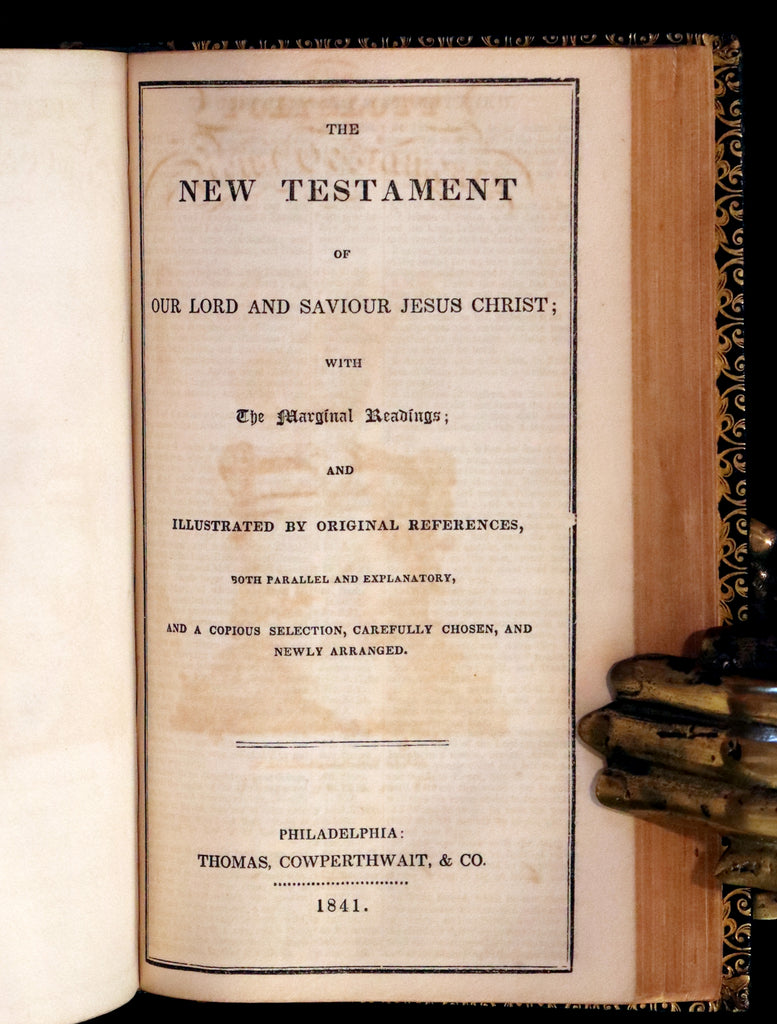 THE
NEW TESTAMENT
OF
OUR LORD AND SAVIOUR JESUS CHRIST;
WITH
The Marginal Readings;
AND
ILLUSTRATED BY ORIGINAL REFERENCES,
BOTH PARALLEL AND EXPLANATORY,
AND A COPIOUS SELECTION, CAREFULLY CHOSEN, AND
NEWLY ARRANGED.
PHILADELPHIA:
THOMAS, COWPERTHWAIT, & CO.
1841.